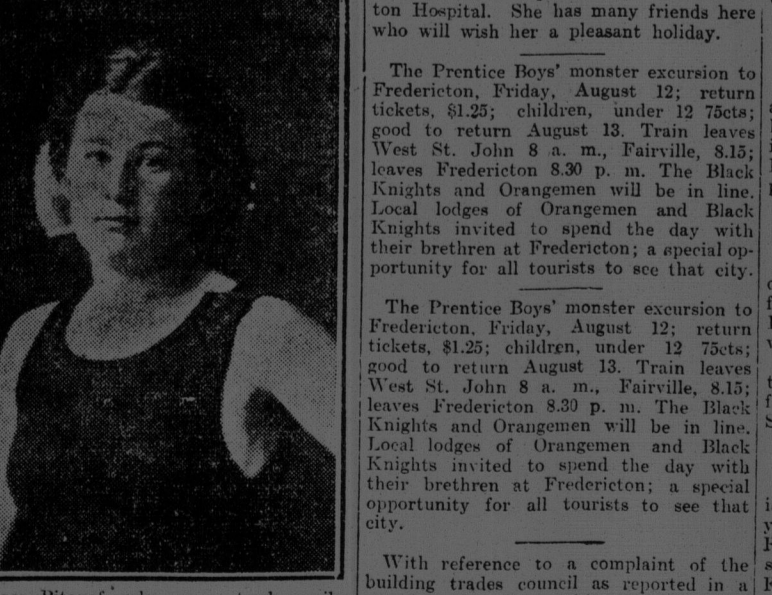 ton Hospital. She has many friends here
who will wish her a pleasant holiday.
The Prentice Boys' monster excursion to
Fredericton, Friday, August 12; return
tickets, $1.25; children, under 12 75cts;
good to return August 13. Train leaves
West St. John 8 a. m., Fairville, 8.15;
leaves Fredericton 8.30 p. m. The Black
Knights and Orangemen will be in line.
Local lodges of Orangemen and Black
Knights invited to spend the day with
their brethren at Fredericton; a special op-
portunity for all tourists to see that city.
The Prentice Boys' monster excursion to
Fredericton, Friday, August 12; return
tickets, $1.25; children, under 12 75cts;
good to return August 13. Train leaves
West St. John 8 a. m., Fairville, 8.15;
leaves Fredericton 8.30 p. m. The Black
Knights and Orangemen will be in line.
Local lodges of Orangemen and Black
Knights invited to spend the day with
their brethren at Fredericton; a special
opportunity for all tourists to see that
city.
With reference to a complaint of the
building trades council as reported in a